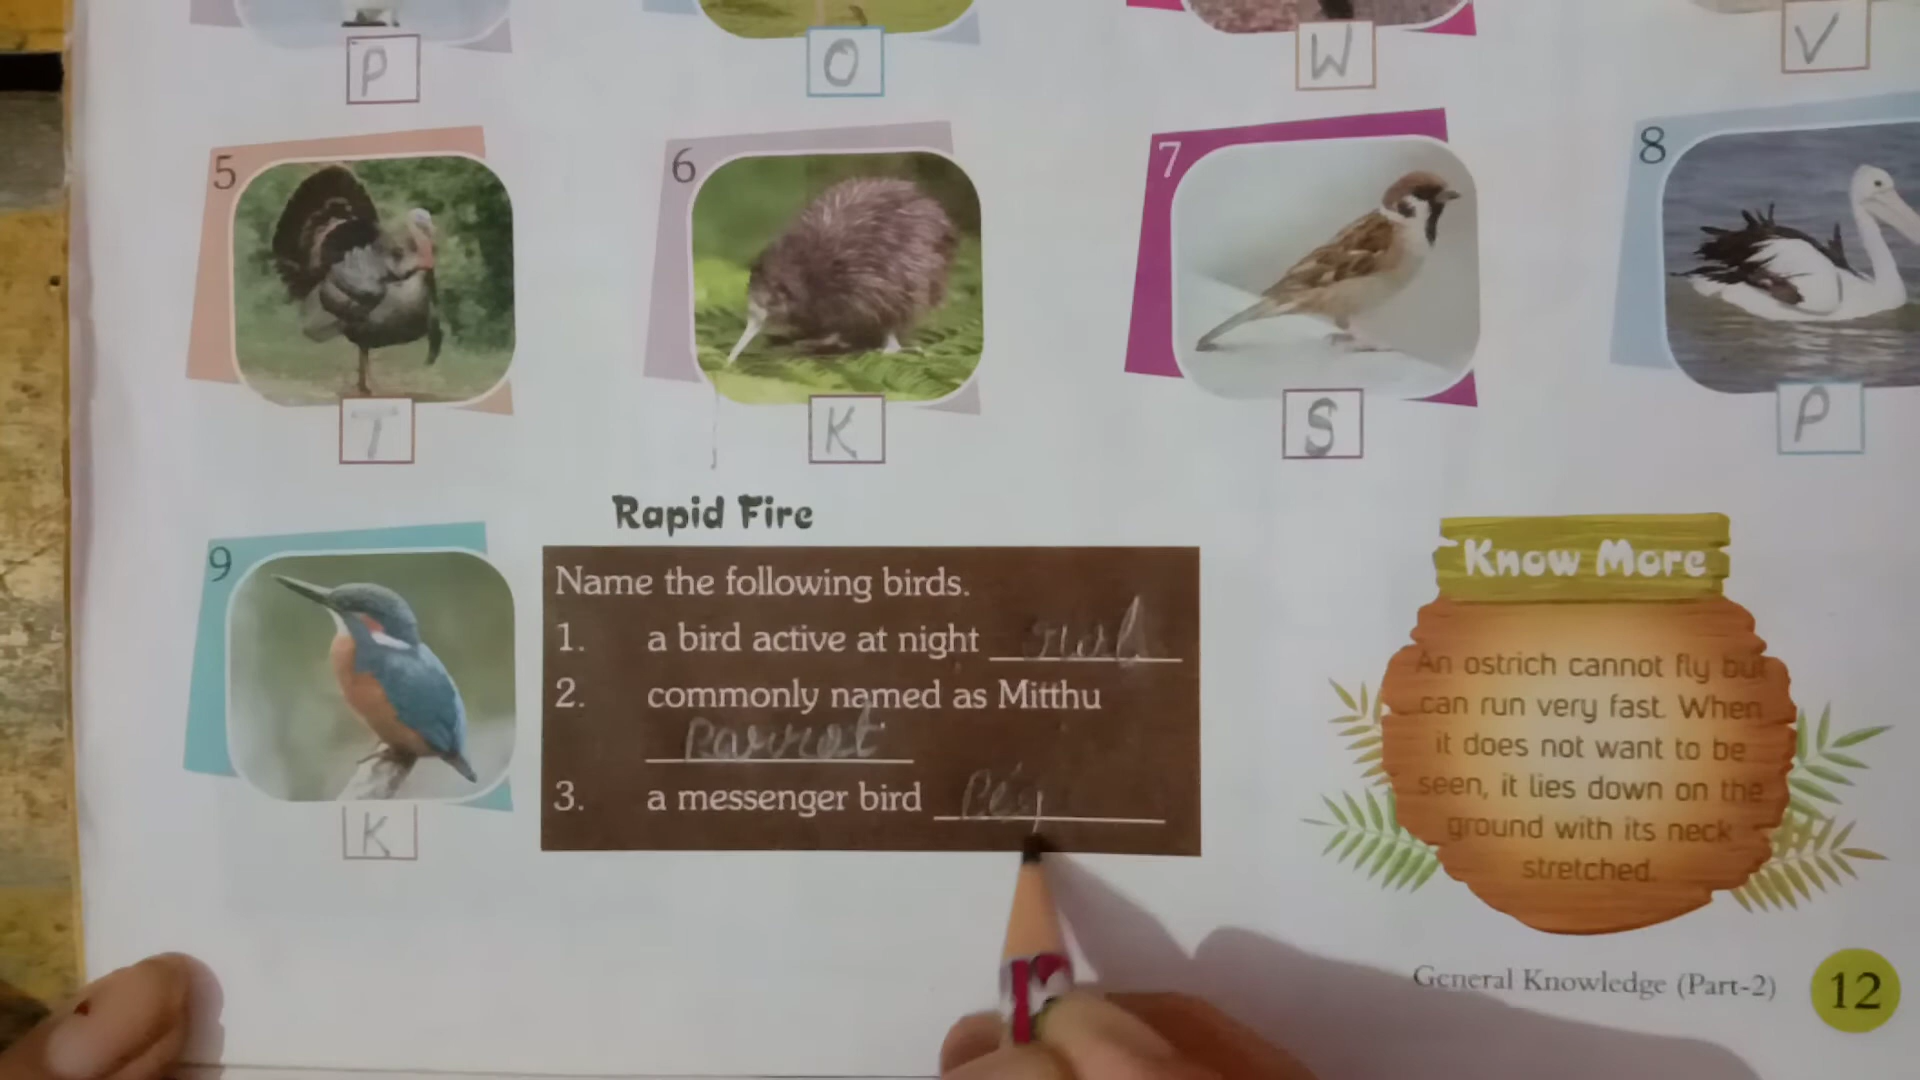 P
O
W
V
5
6
7
8
T
K
S
P
9
K
Rapid Fire
Name the following birds.
1. a bird active at night owl
2. commonly named as Mitthu
parrot
3. a messenger bird
Know More
An ostrich cannot fly but
can run very fast. When
it does not want to be
seen, it lies down on the
ground with its neck
stretched.
General Knowledge (Part-2)
12